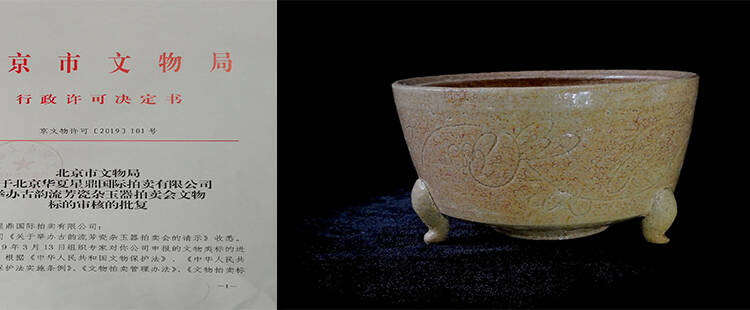 京市文物局
行政许可决定书
京文物许可〔2019〕101号
北京市文物局
于北京华夏星鼎国际拍卖有限公司
举办古韵流芳瓷杂玉器拍卖会文物
标的审核的批复
星鼎国际拍卖有限公司:
司《关于举办古韵流芳瓷杂玉器拍卖会的请示》收悉。
9年3月13日组织专家对你公司申报的文物类标的进
根据《中华人民共和国文物保护法》、《中华人民共
保护法实施条例》、《文物拍卖管理办法》、《文物拍卖标
—1—